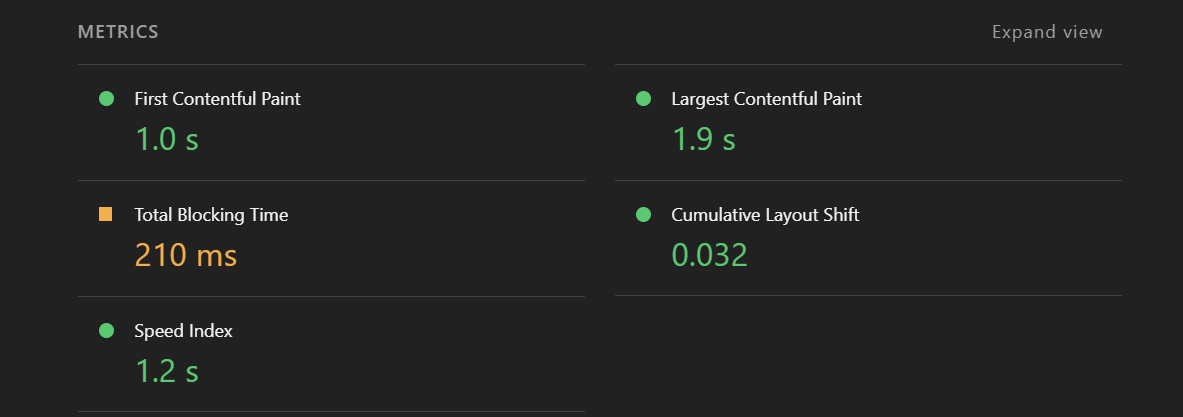 METRICS
Expand view
First Contentful Paint
1.0 s
Largest Contentful Paint
1.9 s
Total Blocking Time
210 ms
Cumulative Layout Shift
0.032
Speed Index
1.2 s